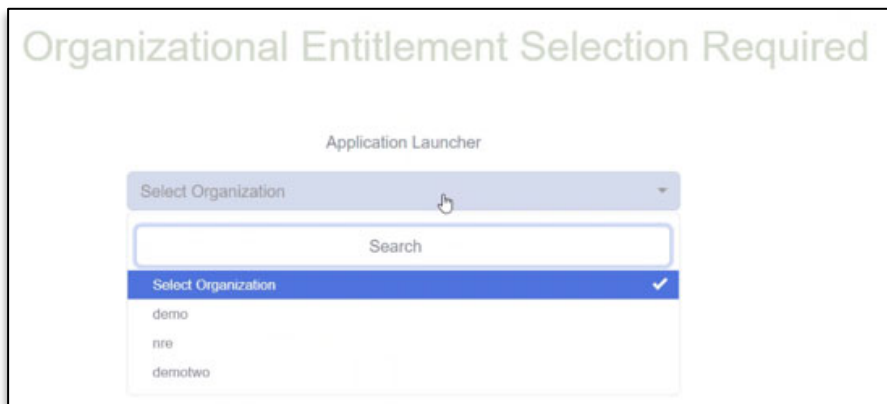 Organizational Entitlement Selection Required
Application Launcher
Select Organization
Search
Select Organization
demo
nre
demotwo